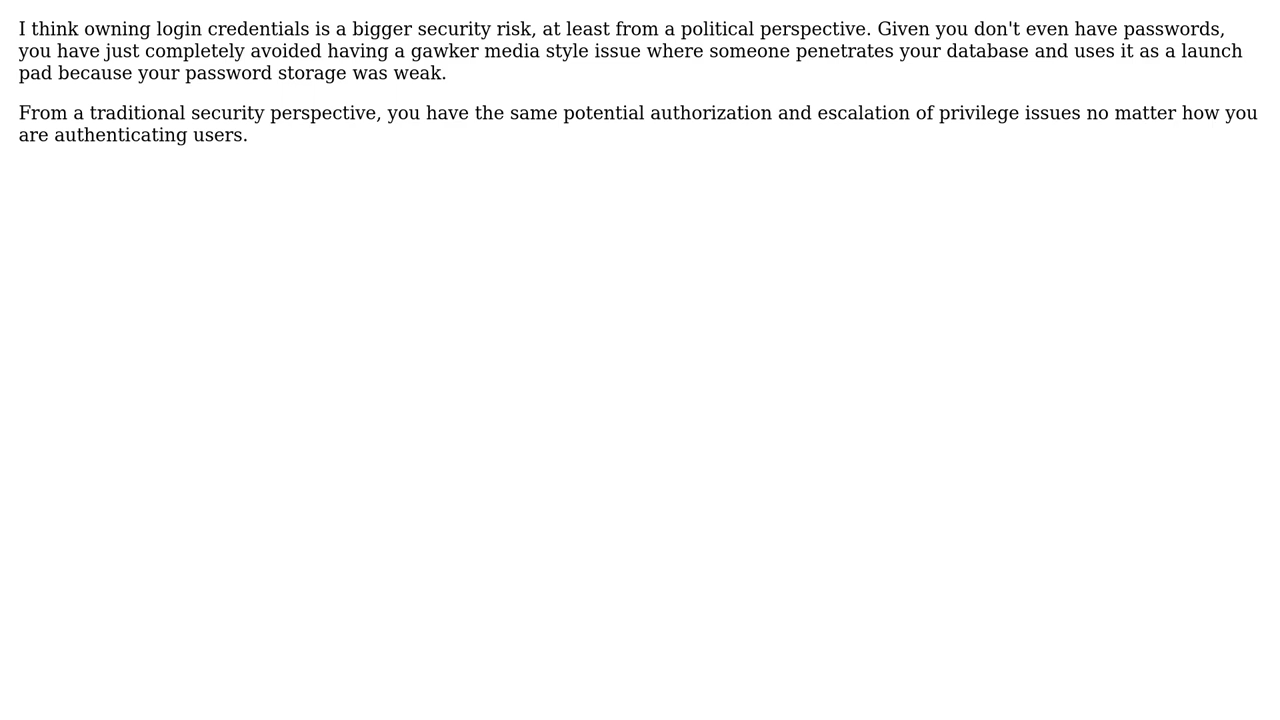 I think owning login credentials is a bigger security risk, at least from a political perspective. Given you don't even have passwords,
you have just completely avoided having a gawker media style issue where someone penetrates your database and uses it as a launch
pad because your password storage was weak.
From a traditional security perspective, you have the same potential authorization and escalation of privilege issues no matter how you
are authenticating users.